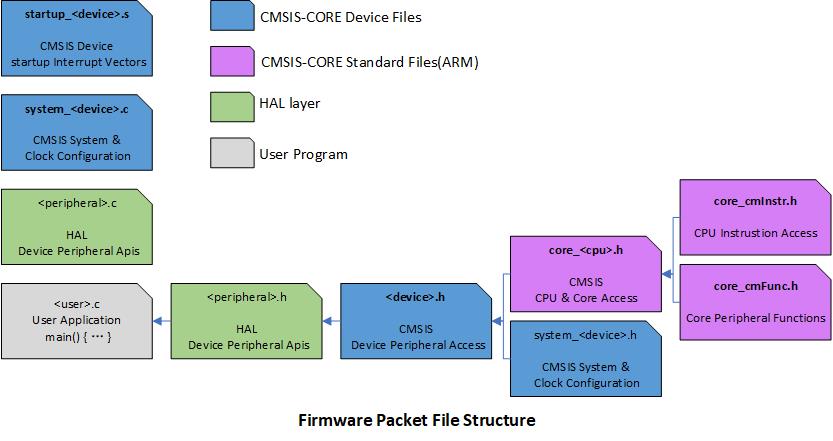 startup_<device>.s
CMSIS Device
startup Interrupt Vectors
CMSIS-CORE Device Files
CMSIS-CORE Standard Files(ARM)
HAL layer
User Program
system_<device>.c
CMSIS System &
Clock Configuration
<peripheral>.c
HAL
Device Peripheral Apis
<user>.c
User Application
main() { ··· }
<peripheral>.h
HAL
Device Peripheral Apis
<device>.h
CMSIS
Device Peripheral Access
core_<cpu>.h
CMSIS
CPU & Core Access
system_<device>.h
CMSIS System &
Clock Configuration
core_cmInstr.h
CPU Instrustion Access
core_cmFunc.h
Core Peripheral Functions
Firmware Packet File Structure